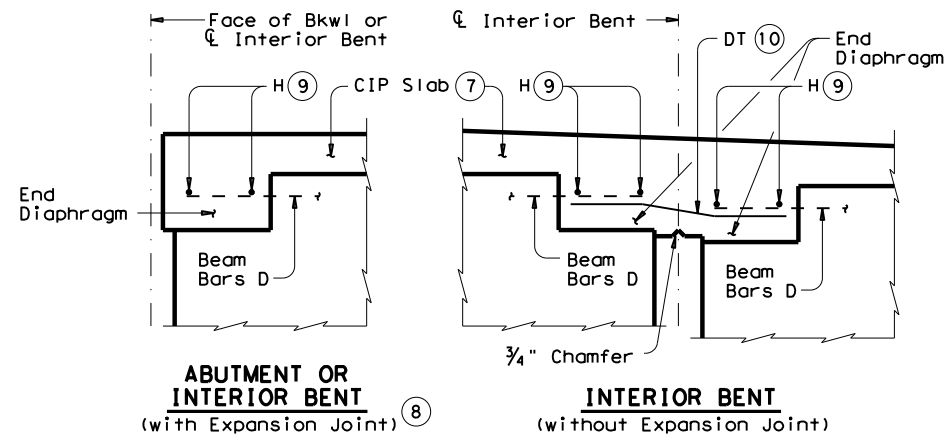 Face of Bkwl or
℄ Interior Bent
℄ Interior Bent
DT 10
End
Diaphragm
H 9
CIP Slab 7
H 9
H 9
End
Diaphragm
Beam
Bars D
Beam
Bars D
Beam
Bars D
¾" Chamfer
ABUTMENT OR
INTERIOR BENT
(with Expansion Joint) 8
INTERIOR BENT
(without Expansion Joint)